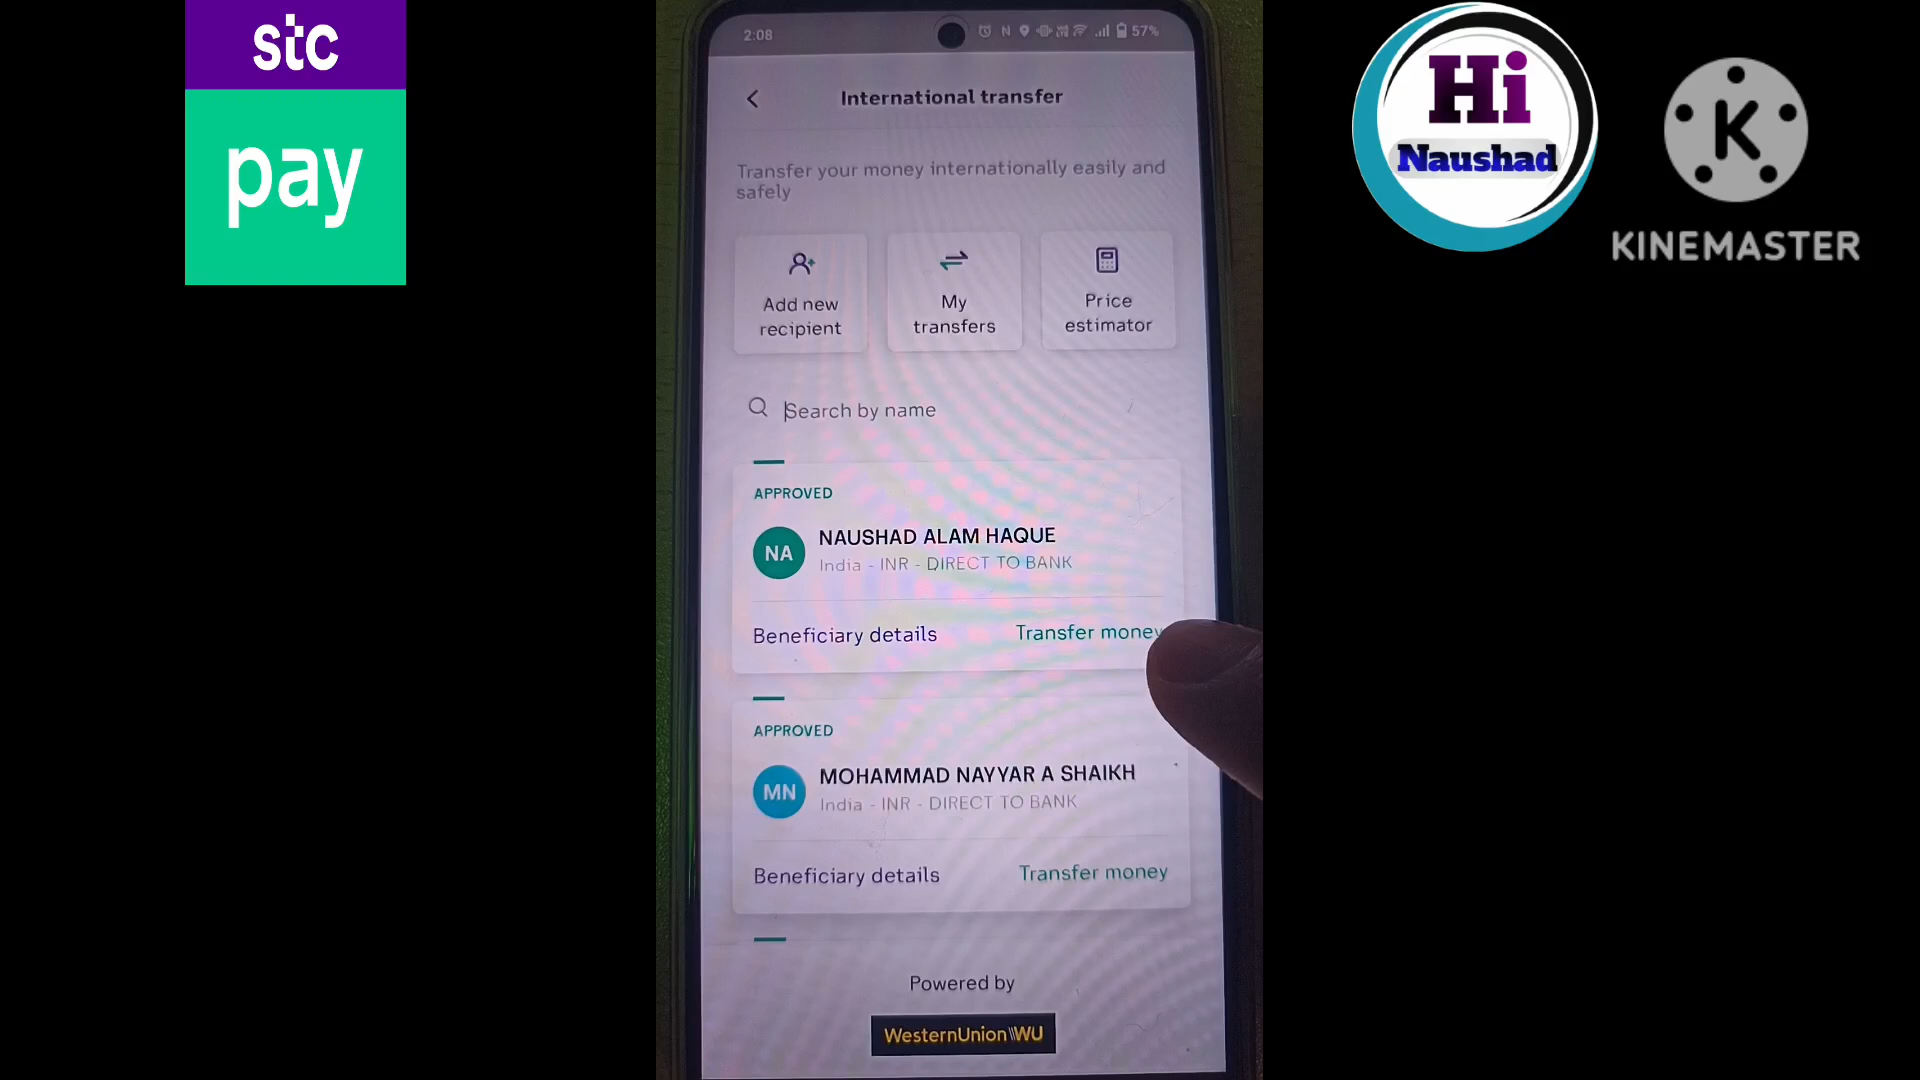 stc
pay
2:08
57%
International transfer
Transfer your money internationally easily and
safely
Add new
recipient
My
transfers
Price
estimator
Search by name
APPROVED
NA
NAUSHAD ALAM HAQUE
India - INR - DIRECT TO BANK
Beneficiary details
Transfer money
APPROVED
MN
MOHAMMAD NAYYAR A SHAIKH
India - INR - DIRECT TO BANK
Beneficiary details
Transfer money
Powered by
WesternUnion WU
Hi
Naushad
K
KINEMASTER